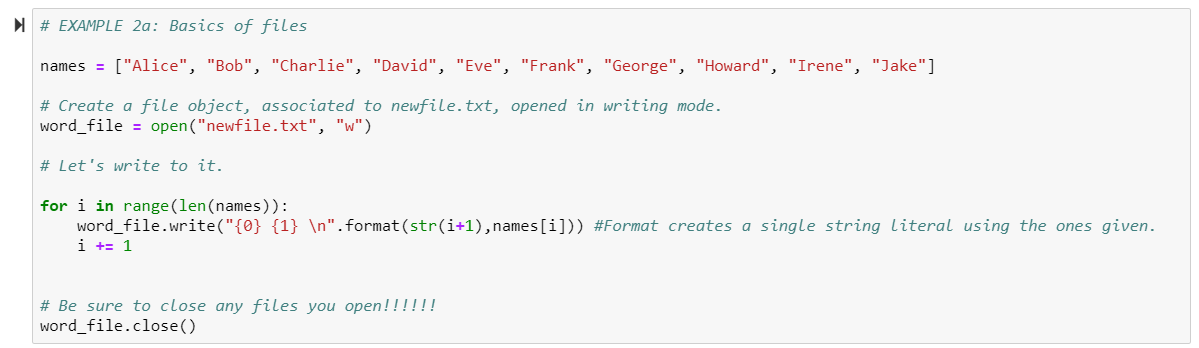 # EXAMPLE 2a: Basics of files
names = ["Alice", "Bob", "Charlie", "David", "Eve", "Frank", "George", "Howard", "Irene", "Jake"]
# Create a file object, associated to newfile.txt, opened in writing mode.
word_file = open("newfile.txt", "w")
# Let's write to it.
for i in range(len(names)):
    word_file.write("{0} {1} \n".format(str(i+1),names[i])) #Format creates a single string literal using the ones given.
    i += 1
# Be sure to close any files you open!!!!!!
word_file.close()